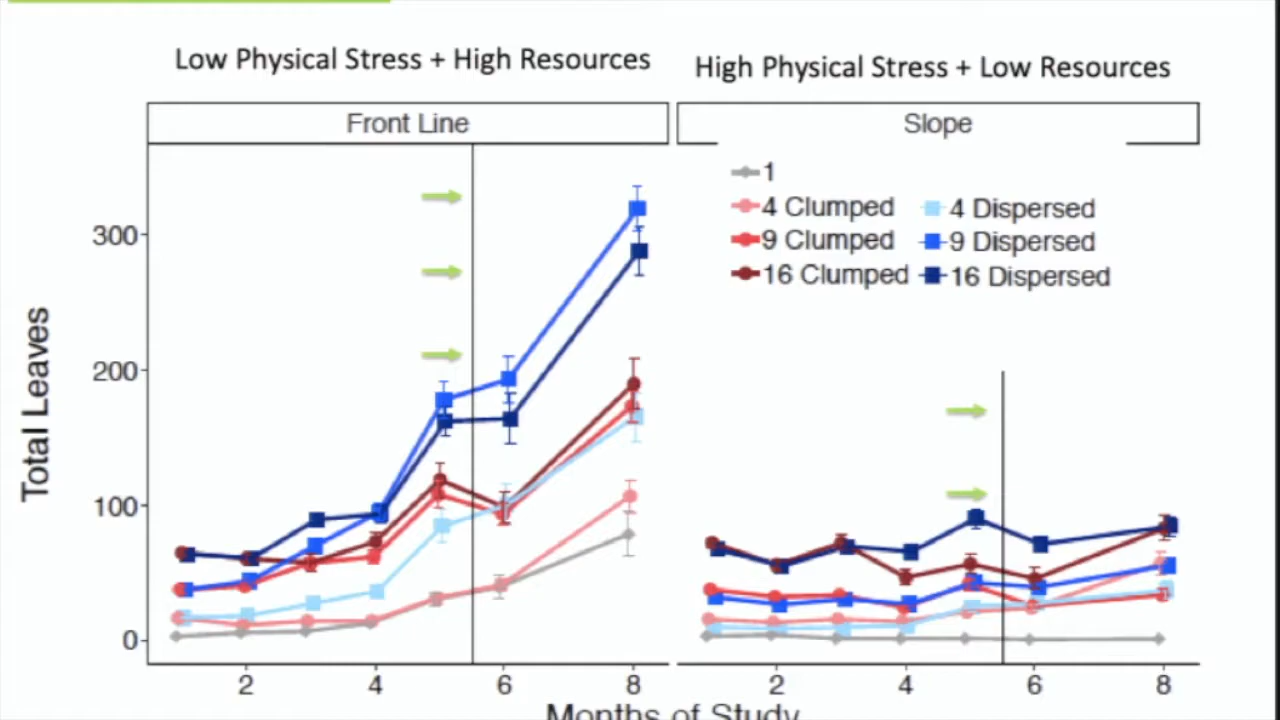 Low Physical Stress + High Resources
High Physical Stress + Low Resources
Front Line
Slope
1
4 Clumped
4 Dispersed
9 Clumped
9 Dispersed
16 Clumped
16 Dispersed
Total Leaves
300
200
100
0
2 4 6 8
2 4 6 8
Months of Study